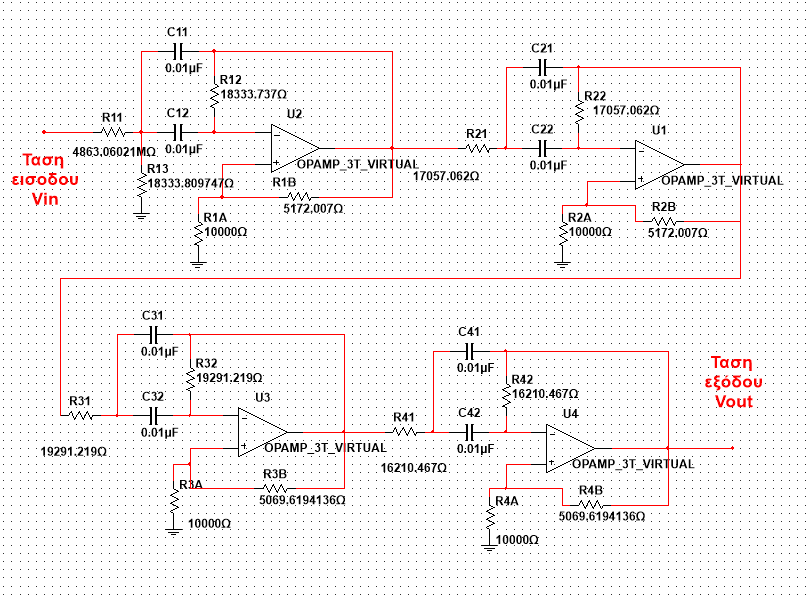 C11
0.01µF
R12
18333.737Ω
U2
R11
C12
4863.06021MΩ
0.01µF
OPAMP_3T_VIRTUAL
Ταση
εισοδου
Vin
R13
18333.809747Ω
R1B
5172.007Ω
R1A
10000Ω
C21
0.01µF
R22
17057.062Ω
U1
R21
C22
17057.062Ω
0.01µF
OPAMP_3T_VIRTUAL
R2B
5172.007Ω
R2A
10000Ω
C31
0.01µF
R32
19291.219Ω
U3
R31
C32
19291.219Ω
0.01µF
OPAMP_3T_VIRTUAL
R3B
5069.6194136Ω
R3A
10000Ω
C41
0.01µF
R42
16210.467Ω
U4
R41
C42
16210.467Ω
0.01µF
OPAMP_3T_VIRTUAL
R4B
5069.6194136Ω
R4A
10000Ω
Ταση
εξόδου
Vout